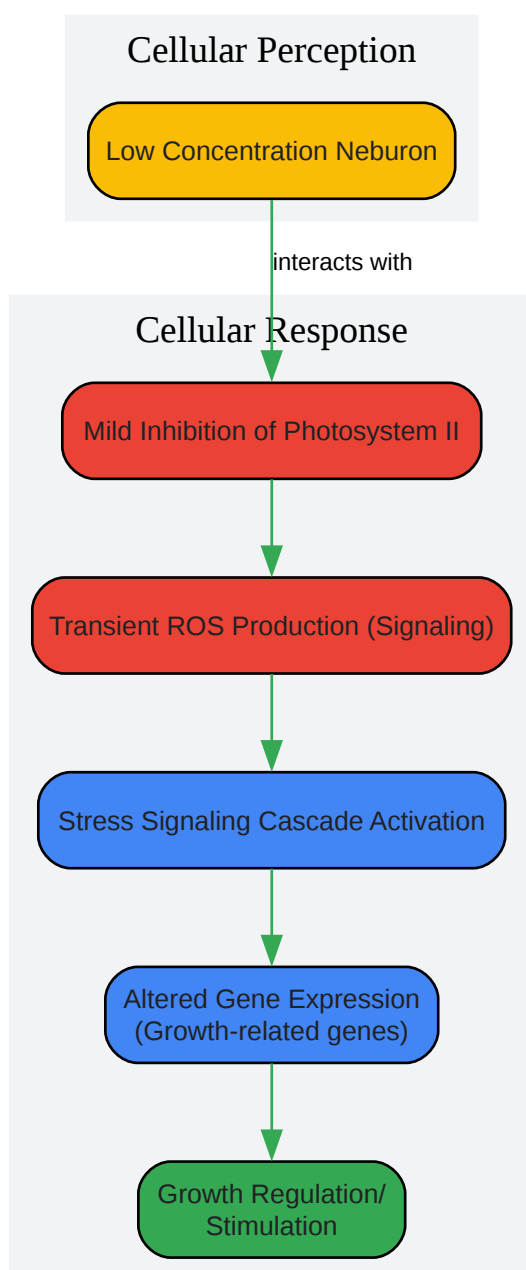 Cellular Perception
Low Concentration Neburon
interacts with
Cellular Response
Mild Inhibition of Photosystem II
Transient ROS Production (Signaling)
Stress Signaling Cascade Activation
Altered Gene Expression
(Growth-related genes)
Growth Regulation/
Stimulation